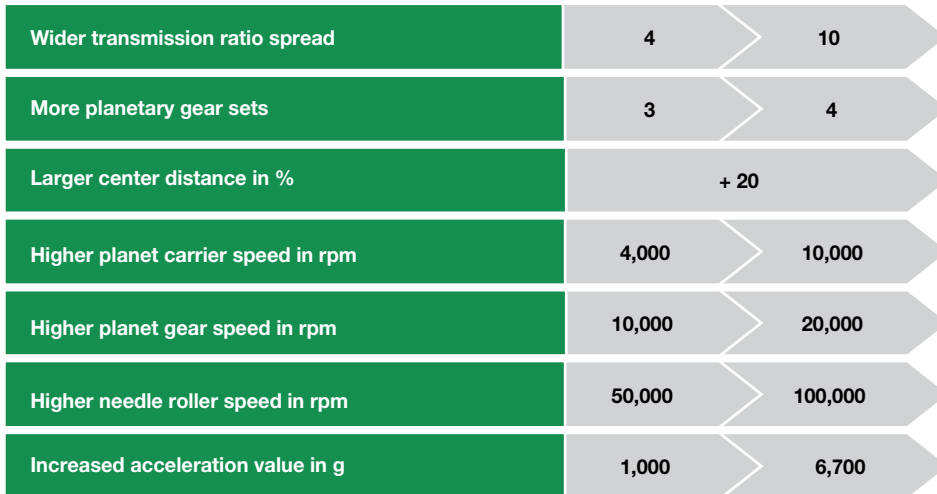 Wider transmission ratio spread 4 10
More planetary gear sets 3 4
Larger center distance in % + 20
Higher planet carrier speed in rpm 4,000 10,000
Higher planet gear speed in rpm 10,000 20,000
Higher needle roller speed in rpm 50,000 100,000
Increased acceleration value in g 1,000 6,700